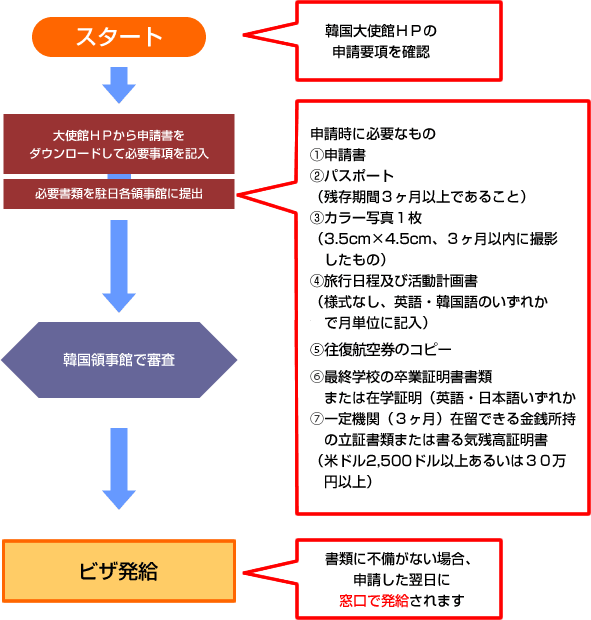 スタート
韓国大使館ＨＰの
申請要項を確認
大使館ＨＰから申請書を
ダウンロードして必要事項を記入
必要書類を駐日各領事館に提出
申請時に必要なもの
①申請書
②パスポート
（残存期間３ヶ月以上であること）
③カラー写真１枚
（3.5cm×4.5cm、３ヶ月以内に撮影
したもの）
④旅行日程及び活動計画書
（様式なし、英語・韓国語のいずれか
で月単位に記入）
⑤往復航空券のコピー
⑥最終学校の卒業証明書書類
または在学証明（英語・日本語いずれか
⑦一定機関（３ヶ月）在留できる金銭所持
の立証書類または書る気残高証明書
（米ドル2,500ドル以上あるいは３０万
円以上）
韓国領事館で審査
ビザ発給
書類に不備がない場合、
申請した翌日に
窓口で発給されます